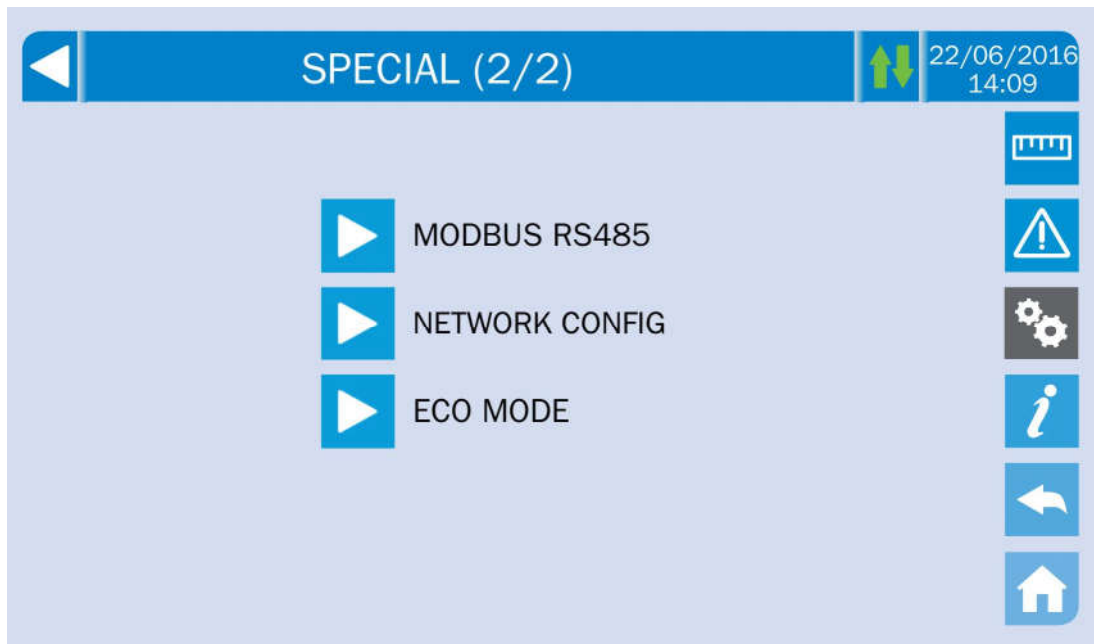 SPECIAL (2/2)
22/06/2016
14:09
MODBUS RS485
NETWORK CONFIG
ECO MODE
i